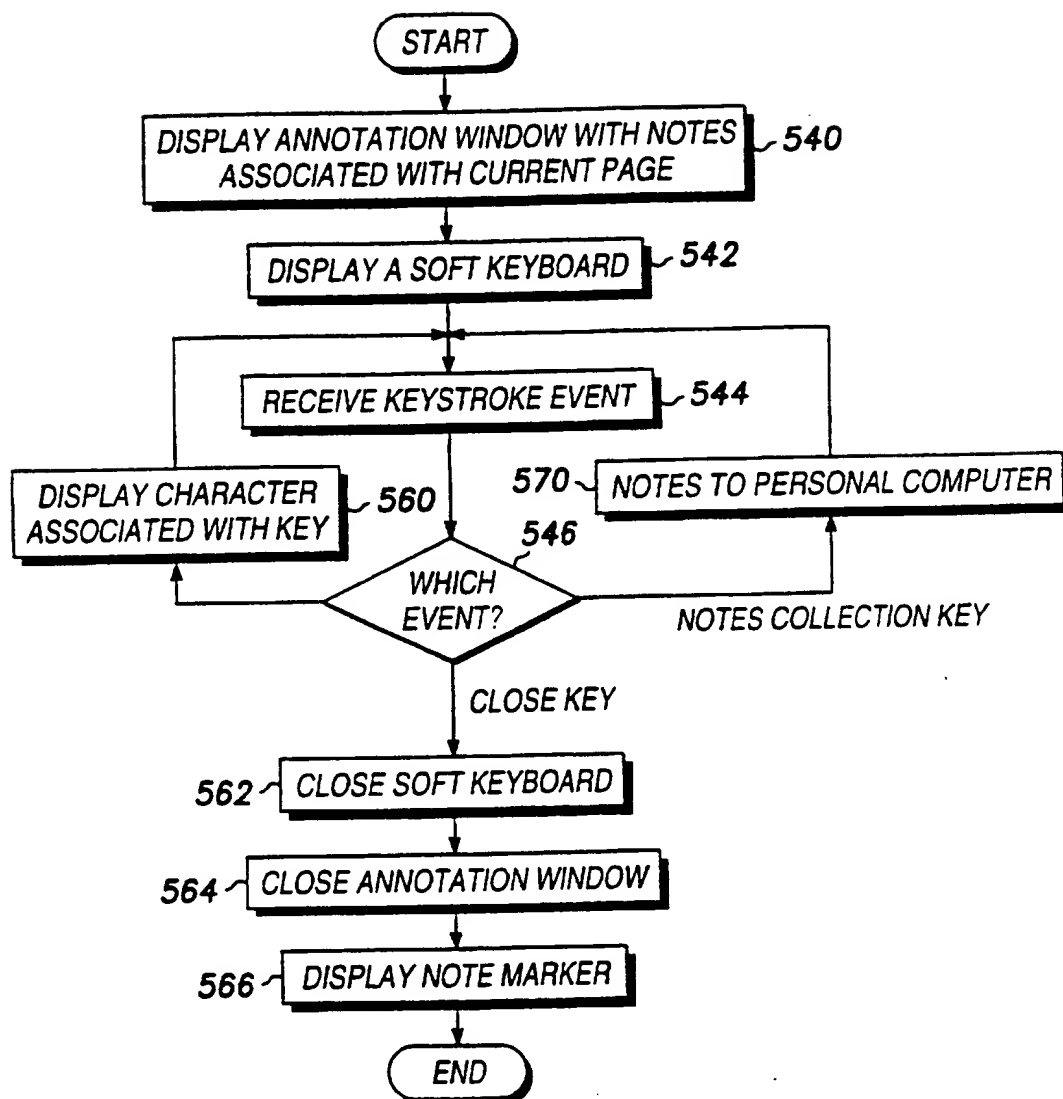 START
DISPLAY ANNOTATION WINDOW WITH NOTES
ASSOCIATED WITH CURRENT PAGE
540
DISPLAY A SOFT KEYBOARD
542
RECEIVE KEYSTROKE EVENT
544
DISPLAY CHARACTER
ASSOCIATED WITH KEY
560
570
NOTES TO PERSONAL COMPUTER
546
WHICH
EVENT?
NOTES COLLECTION KEY
CLOSE KEY
562
CLOSE SOFT KEYBOARD
564
CLOSE ANNOTATION WINDOW
566
DISPLAY NOTE MARKER
END